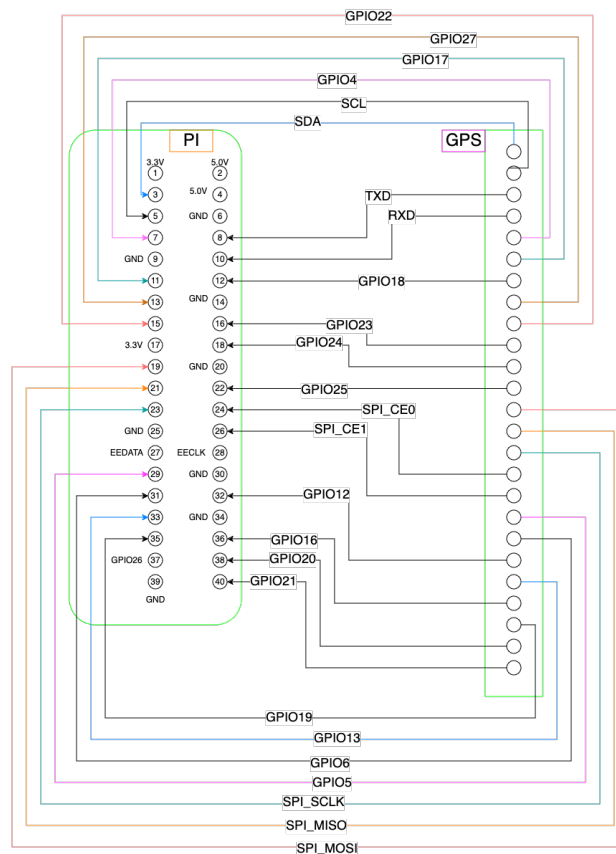 GPIO22
GPIO27
GPIO17
GPIO4
SCL
SDA
PI
GPS
3.3V 5.0V
1 2
3 5.0V 4
TXD
5 GND 6
RXD
7 8
GND 9 10
11 12
GPIO18
13 GND 14
15 16
GPIO23
3.3V 17 18
GPIO24
19 GND 20
21 22
GPIO25
23 24
SPI_CE0
GND 25 26
SPI_CE1
EEDATA 27 EECLK 28
29 GND 30
31 32
GPIO12
33 GND 34
35 36
GPIO16
GPIO26 37 38
GPIO20
39 40
GPIO21
GND
GPIO19
GPIO13
GPIO6
GPIO5
SPI_SCLK
SPI_MISO
SPI_MOSI